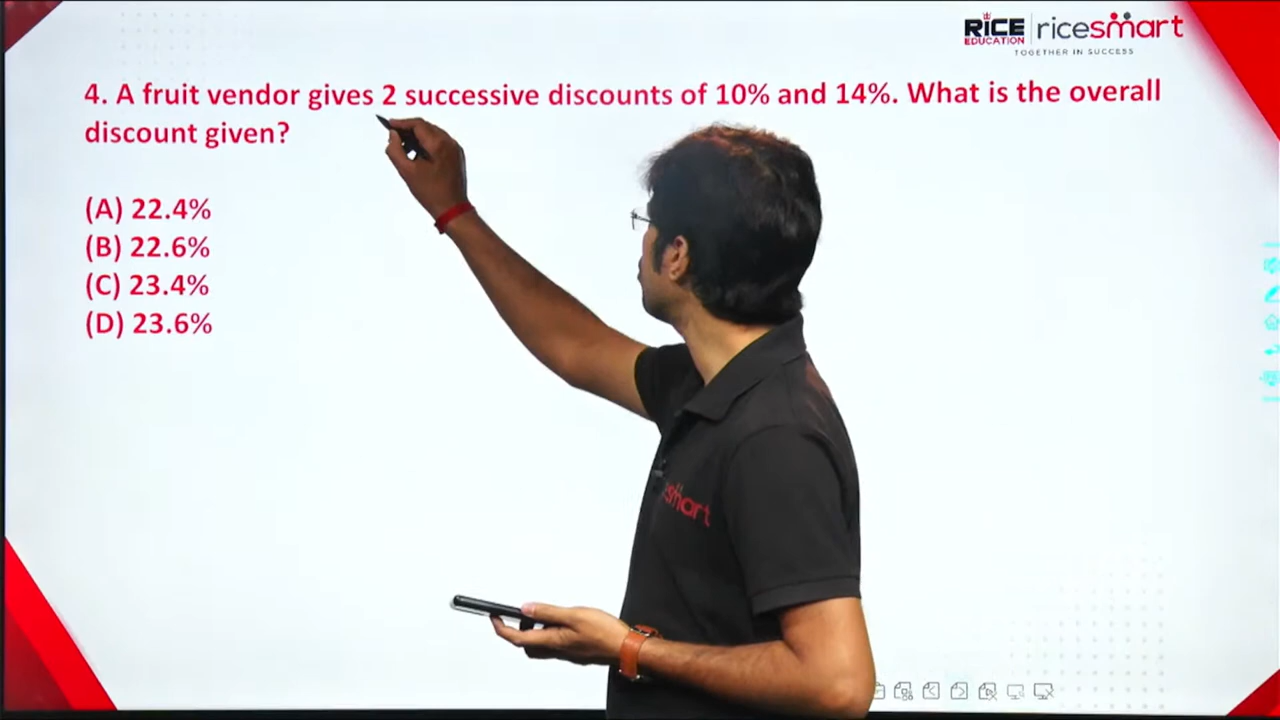 RICE
EDUCATION
ricesmart
TOGETHER IN SUCCESS
4. A fruit vendor gives 2 successive discounts of 10% and 14%. What is the overall
discount given?
(A) 22.4%
(B) 22.6%
(C) 23.4%
(D) 23.6%
smart